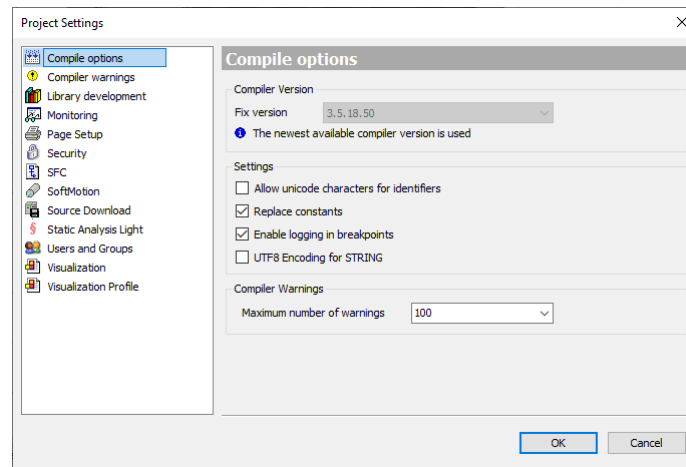 Project Settings
Compile options
Compiler warnings
Library development
Monitoring
Page Setup
Security
SFC
SoftMotion
Source Download
Static Analysis Light
Users and Groups
Visualization
Visualization Profile
Compile options
Compiler Version
Fix version 3.5.18.50
The newest available compiler version is used
Settings
Allow unicode characters for identifiers
Replace constants
Enable logging in breakpoints
UTF8 Encoding for STRING
Compiler Warnings
Maximum number of warnings 100
OK Cancel